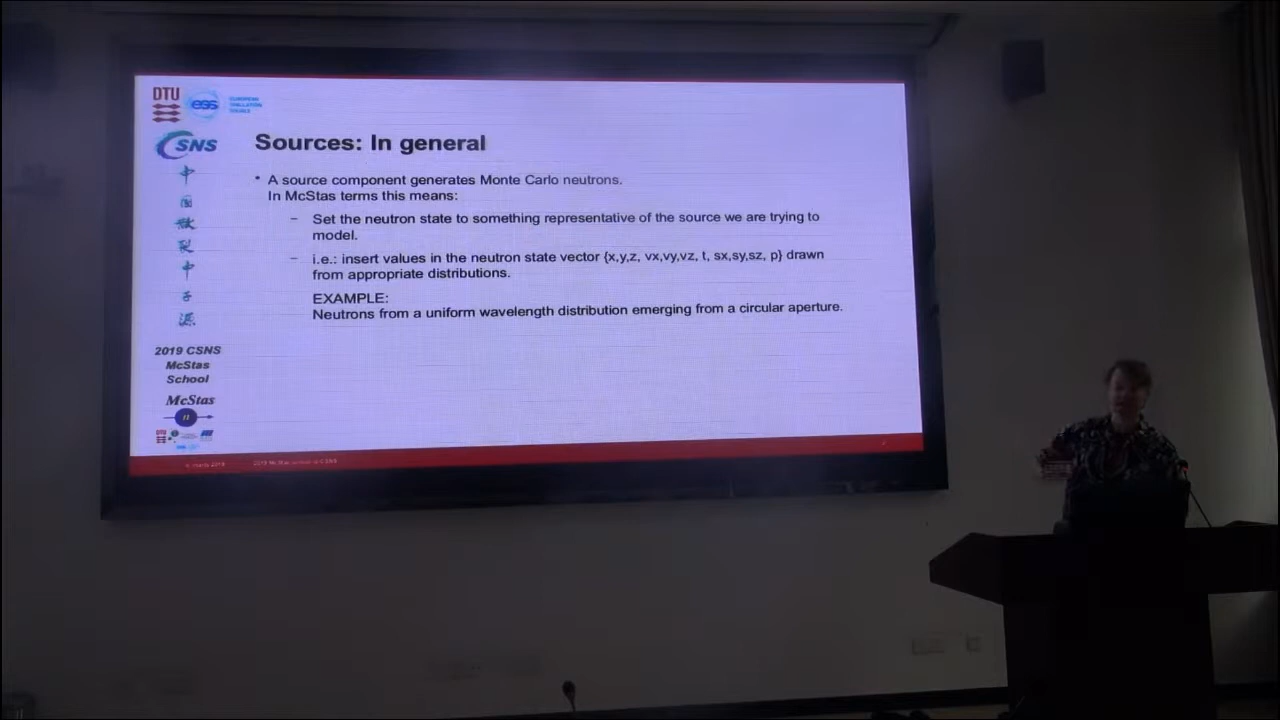 DTU
ess
EUROPEAN
SPALLATION
SOURCE
CSNS
中
国
散
裂
中
子
源
2019 CSNS
McStas
School
McStas
n
Sources: In general
• A source component generates Monte Carlo neutrons.
In McStas terms this means:
– Set the neutron state to something representative of the source we are trying to
model.
– i.e.: insert values in the neutron state vector {x,y,z, vx,vy,vz, t, sx,sy,sz, p} drawn
from appropriate distributions.
EXAMPLE:
Neutrons from a uniform wavelength distribution emerging from a circular aperture.